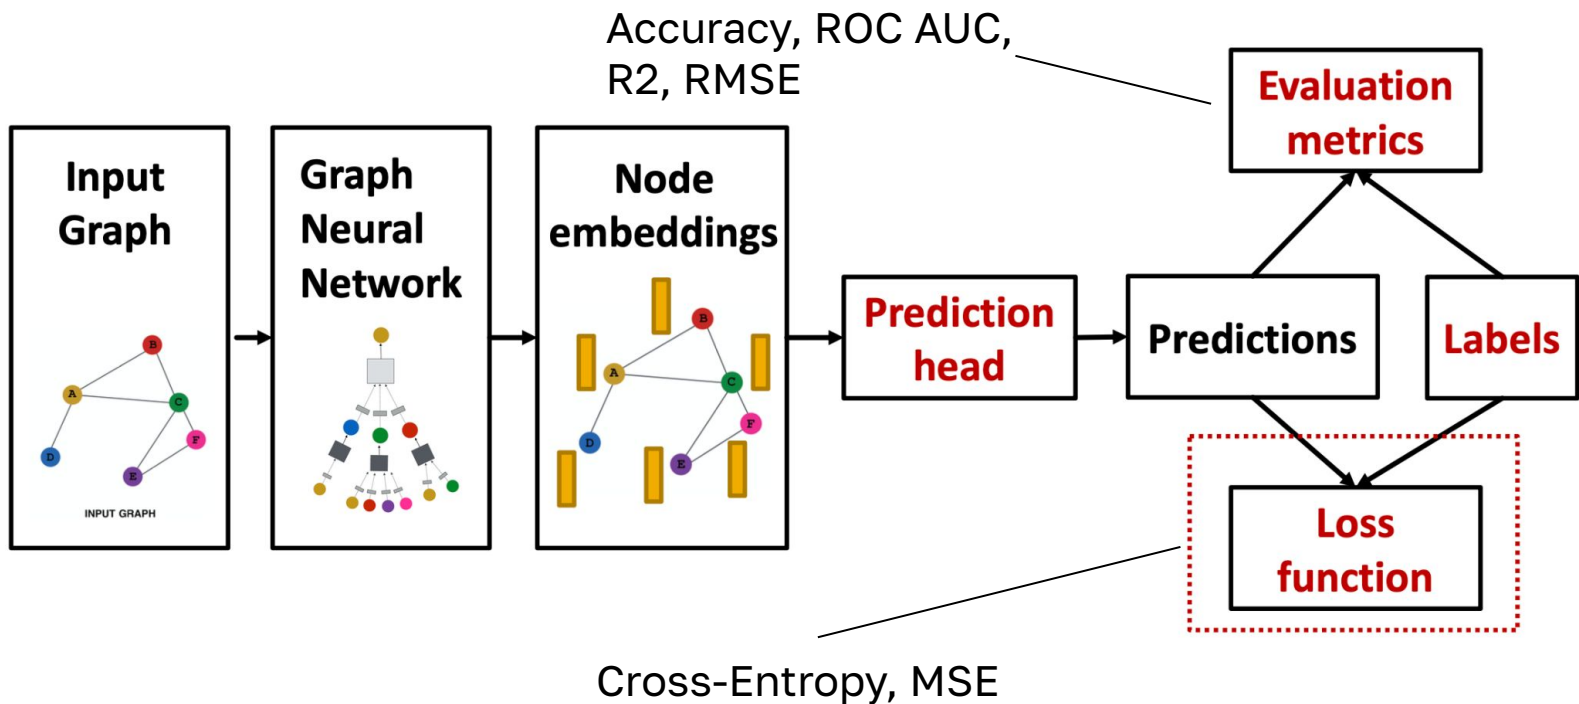 Accuracy, ROC AUC,
R2, RMSE
Evaluation
metrics
Input
Graph
B
A
C
F
D
E
INPUT GRAPH
Graph
Neural
Network
Node
embeddings
B
A
C
F
D
E
Prediction
head
Predictions
Labels
Loss
function
Cross-Entropy, MSE